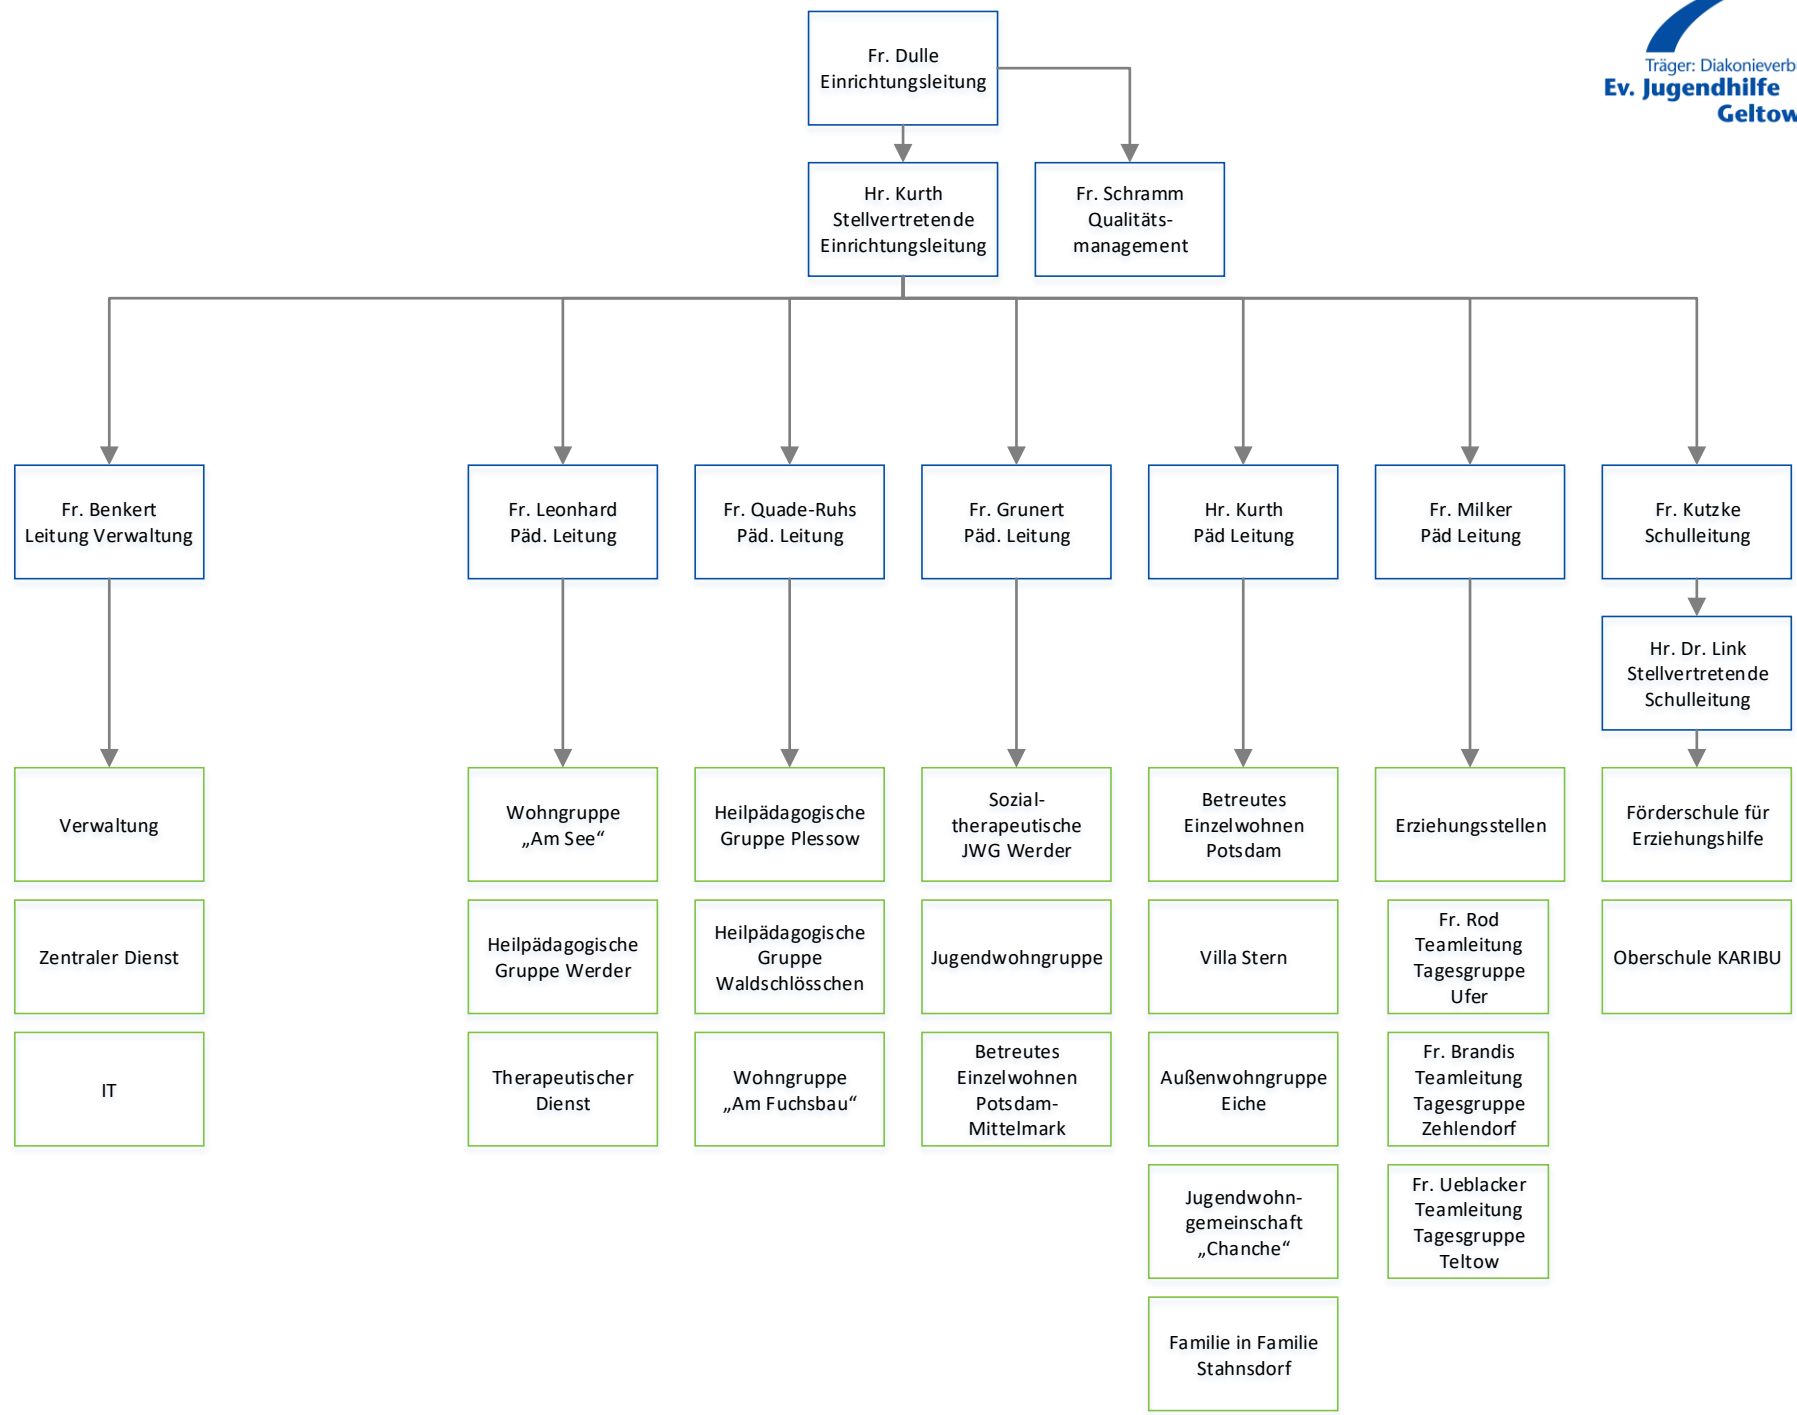 Träger: Diakonieverb
Ev. Jugendhilfe
Geltow
Fr. Dulle
Einrichtungsleitung
Hr. Kurth
Stellvertretende
Einrichtungsleitung
Fr. Schramm
Qualitäts-
management
Fr. Benkert
Leitung Verwaltung
Fr. Leonhard
Päd. Leitung
Fr. Quade-Ruhs
Päd. Leitung
Fr. Grunert
Päd. Leitung
Hr. Kurth
Päd Leitung
Fr. Milker
Päd Leitung
Fr. Kutzke
Schulleitung
Hr. Dr. Link
Stellvertretende
Schulleitung
Verwaltung
Wohngruppe
„Am See“
Heilpädagogische
Gruppe Plessow
Sozial-
therapeutische
JWG Werder
Betreutes
Einzelwohnen
Potsdam
Erziehungsstellen
Förderschule für
Erziehungshilfe
Zentraler Dienst
Heilpädagogische
Gruppe Werder
Heilpädagogische
Gruppe
Waldschlösschen
Jugendwohngruppe
Villa Stern
Fr. Rod
Teamleitung
Tagesgruppe
Ufer
Oberschule KARIBU
IT
Therapeutischer
Dienst
Wohngruppe
„Am Fuchsbau“
Betreutes
Einzelwohnen
Potsdam-
Mittelmark
Außenwohngruppe
Eiche
Fr. Brandis
Teamleitung
Tagesgruppe
Zehlendorf
Jugendwohn-
gemeinschaft
„Chanche“
Fr. Ueblacker
Teamleitung
Tagesgruppe
Teltow
Familie in Familie
Stahnsdorf